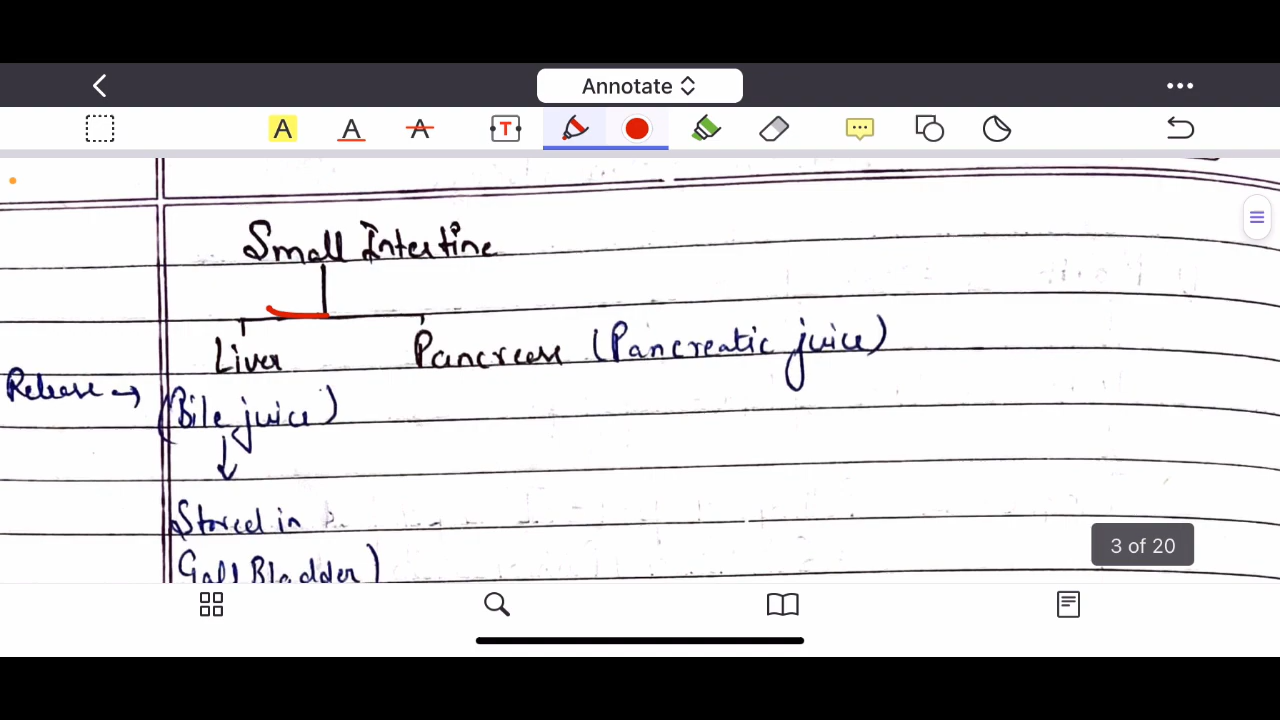 Annotate
A A A T
Small Intestine
Liver Pancreas (Pancreatic juice)
Release → (Bile juice)
↓
Stored in
Gall Bladder)
3 of 20